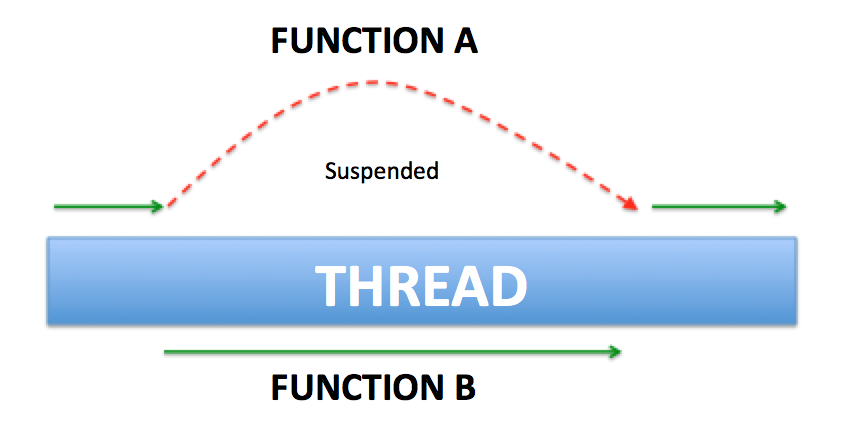 FUNCTION A
Suspended
THREAD
FUNCTION B